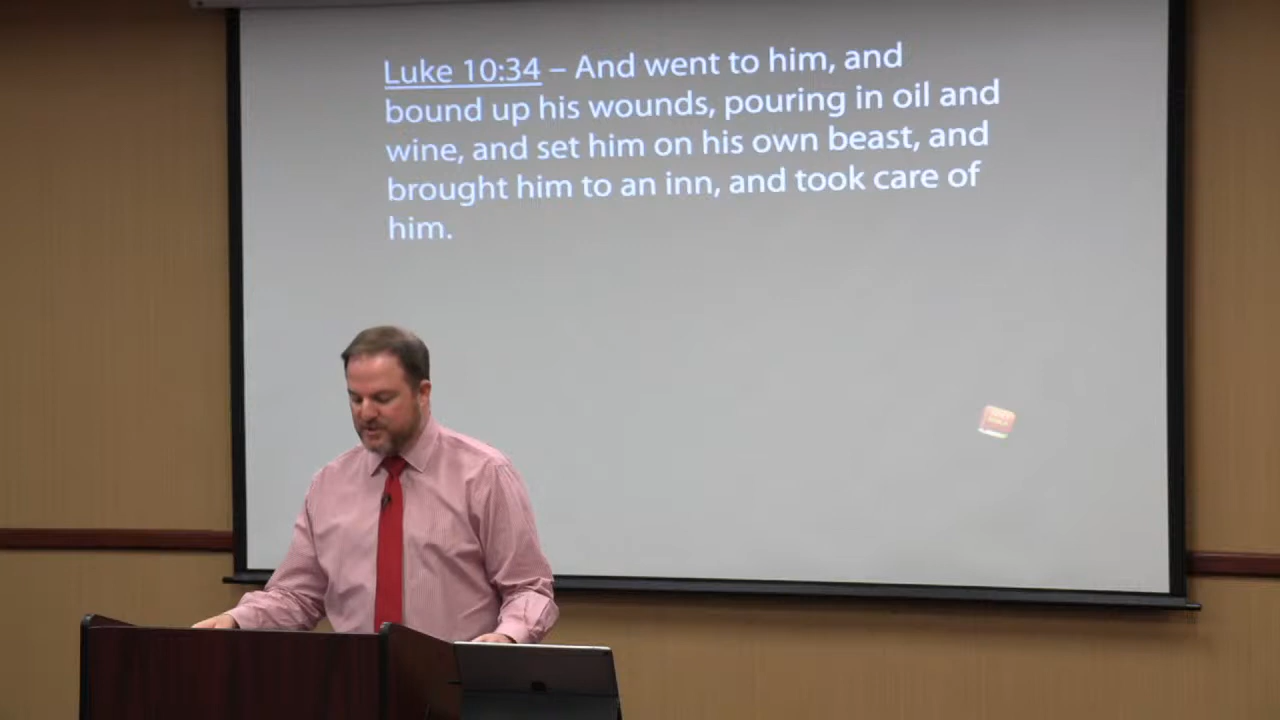 Luke 10:34 – And went to him, and
bound up his wounds, pouring in oil and
wine, and set him on his own beast, and
brought him to an inn, and took care of
him.